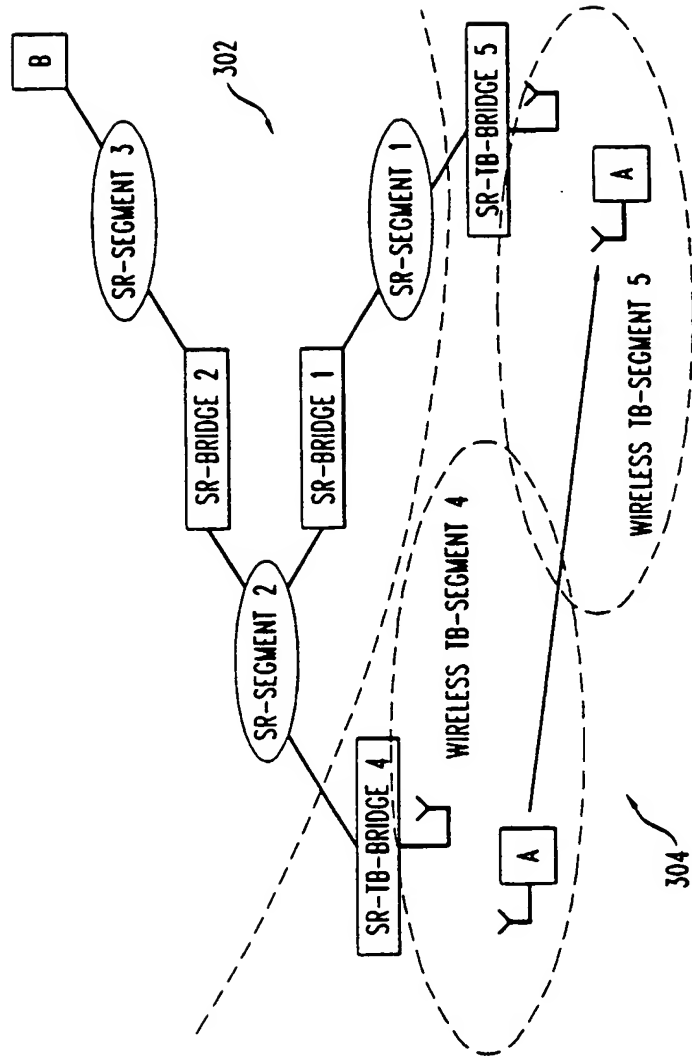 B
SR-SEGMENT 3
302
SR-BRIDGE 2
SR-SEGMENT 1
SR-BRIDGE 1
SR-SEGMENT 2
SR-TB-BRIDGE 5
SR-TB-BRIDGE 4
WIRELESS TB-SEGMENT 4
A
WIRELESS TB-SEGMENT 5
A
304